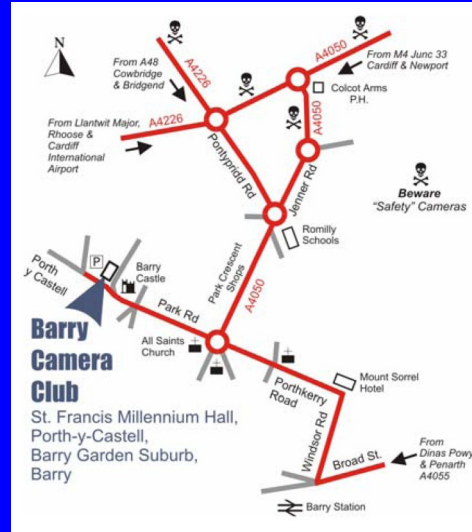 N
From A48
Cowbridge
& Bridgend
A4226
A4050
From M4 Junc 33
Cardiff & Newport
Colcot Arms
P.H.
A4050
From Llantwit Major,
Rhoose &
Cardiff
International
Airport
A4226
Pontypridd Rd
Jenner Rd
Beware
"Safety" Cameras
Romilly
Schools
Porth
y Castell
P
Barry
Castle
Park Crescent
Shops
A4050
Park Rd
All Saints
Church
Barry
Camera
Club
St. Francis Millennium Hall,
Porth-y-Castell,
Barry Garden Suburb,
Barry
Porthkerry
Road
Mount Sorrel
Hotel
Windsor Rd
Broad St.
From
Dinas Powy
& Penarth
A4055
Barry Station